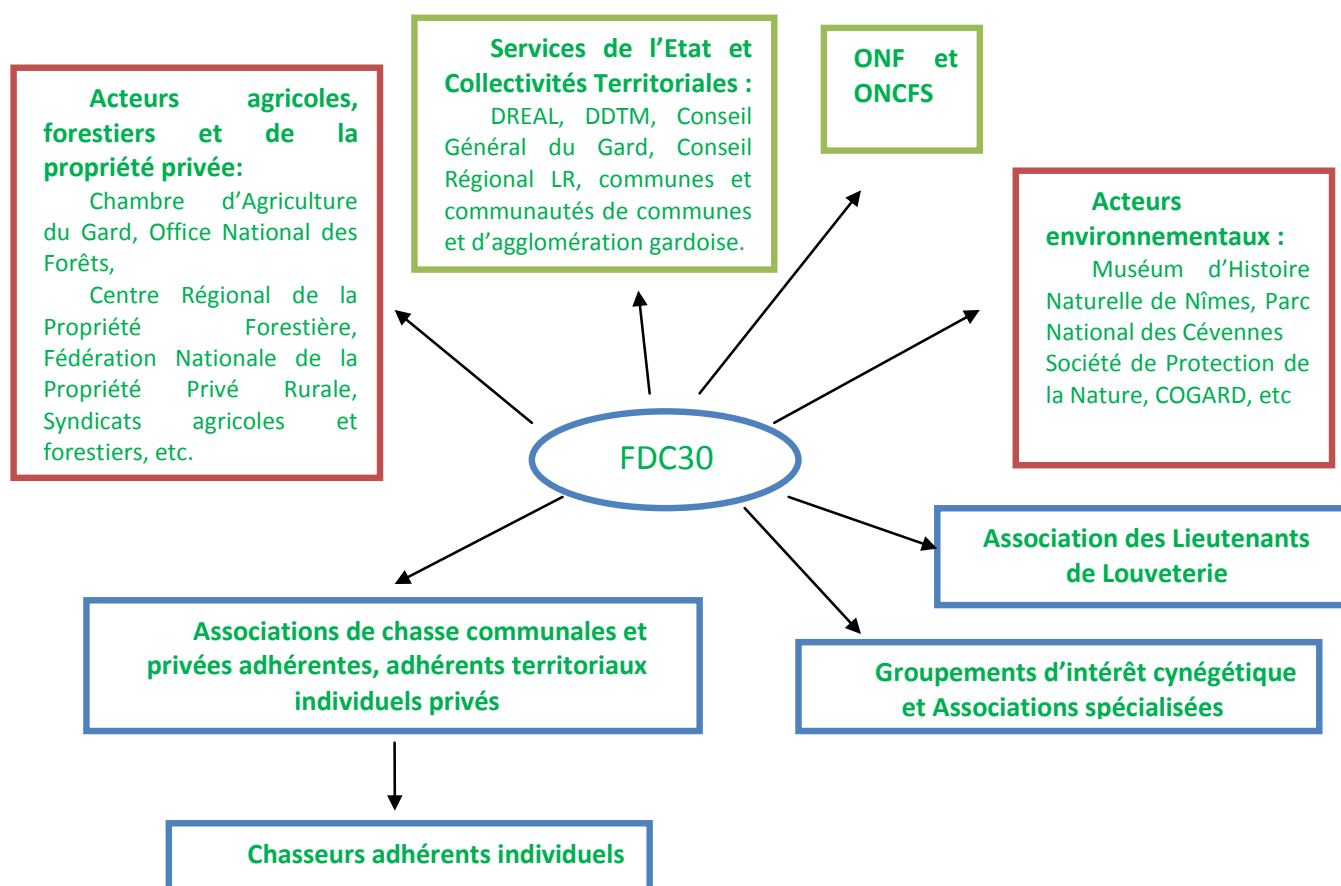 Acteurs agricoles,
forestiers et de la
propriété privée:
Chambre d'Agriculture
du Gard, Office National des
Forêts,
Centre Régional de la
Propriété Forestière,
Fédération Nationale de la
Propriété Privé Rurale,
Syndicats agricoles et
forestiers, etc.
Services de l'Etat et
Collectivités Territoriales :
DREAL, DDTM, Conseil
Général du Gard, Conseil
Régional LR, communes et
communautés de communes
et d'agglomération gardoise.
ONF et
ONCFS
Acteurs
environnementaux :
Muséum d'Histoire
Naturelle de Nîmes, Parc
National des Cévennes
Société de Protection de
la Nature, COGARD, etc
FDC30
Association des Lieutenants
de Louveterie
Associations de chasse communales et
privées adhérentes, adhérents territoriaux
individuels privés
Groupements d'intérêt cynégétique
et Associations spécialisées
Chasseurs adhérents individuels